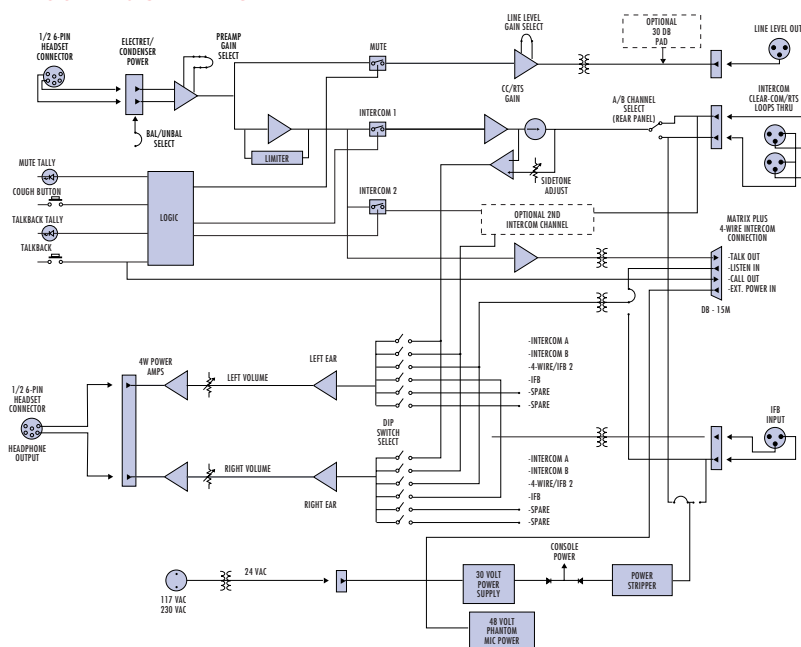 1/2 6-PIN
HEADSET
CONNECTOR
ELECTRET/
CONDENSER
POWER
PREAMP
GAIN
SELECT
BAL/UNBAL
SELECT
MUTE
LINE LEVEL
GAIN SELECT
CC/RTS
GAIN
OPTIONAL
30 DB
PAD
LINE LEVEL OUT
INTERCOM
CLEAR-COM/RTS
LOOPS THRU
A/B CHANNEL
SELECT
(REAR PANEL)
INTERCOM 1
LIMITER
SIDETONE
ADJUST
MUTE TALLY
COUGH BUTTON
TALKBACK TALLY
TALKBACK
LOGIC
INTERCOM 2
OPTIONAL 2ND
INTERCOM CHANNEL
MATRIX PLUS
4-WIRE INTERCOM
CONNECTION
-TALK OUT
-LISTEN IN
-CALL OUT
-EXT. POWER IN
DB - 15M
4W POWER
AMPS
LEFT VOLUME
LEFT EAR
-INTERCOM A
-INTERCOM B
-4-WIRE/IFB 2
-IFB
-SPARE
-SPARE
1/2 6-PIN
HEADSET
CONNECTOR
HEADPHONE
OUTPUT
DIP
SWITCH
SELECT
IFB
INPUT
RIGHT VOLUME
RIGHT EAR
-INTERCOM A
-INTERCOM B
-4-WIRE/IFB 2
-IFB
-SPARE
-SPARE
117 VAC
230 VAC
24 VAC
30 VOLT
POWER
SUPPLY
CONSOLE
POWER
POWER
STRIPPER
48 VOLT
PHANTOM
MIC POWER